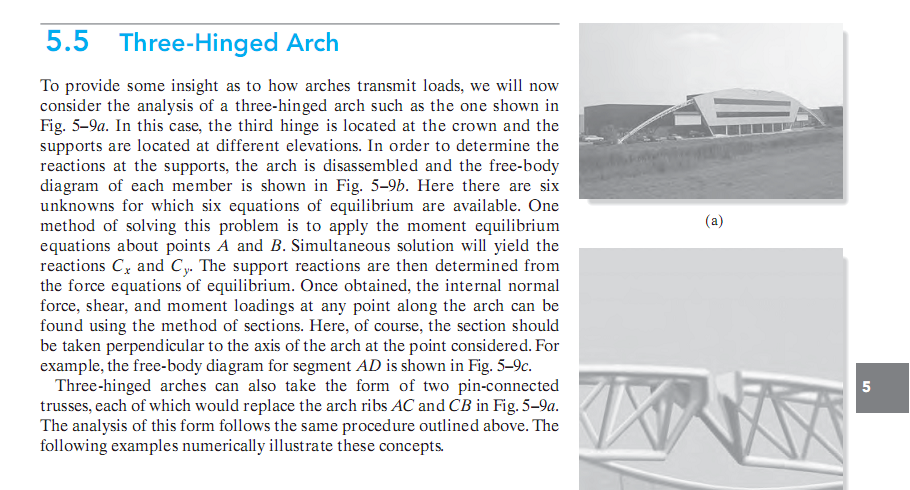 5.5 Three-Hinged Arch
To provide some insight as to how arches transmit loads, we will now
consider the analysis of a three-hinged arch such as the one shown in
Fig. 5–9a. In this case, the third hinge is located at the crown and the
supports are located at different elevations. In order to determine the
reactions at the supports, the arch is disassembled and the free-body
diagram of each member is shown in Fig. 5–9b. Here there are six
unknowns for which six equations of equilibrium are available. One
method of solving this problem is to apply the moment equilibrium
equations about points A and B. Simultaneous solution will yield the
reactions Cx and Cy. The support reactions are then determined from
the force equations of equilibrium. Once obtained, the internal normal
force, shear, and moment loadings at any point along the arch can be
found using the method of sections. Here, of course, the section should
be taken perpendicular to the axis of the arch at the point considered. For
example, the free-body diagram for segment AD is shown in Fig. 5–9c.
Three-hinged arches can also take the form of two pin-connected
trusses, each of which would replace the arch ribs AC and CB in Fig. 5–9a.
The analysis of this form follows the same procedure outlined above. The
following examples numerically illustrate these concepts.
(a)
5